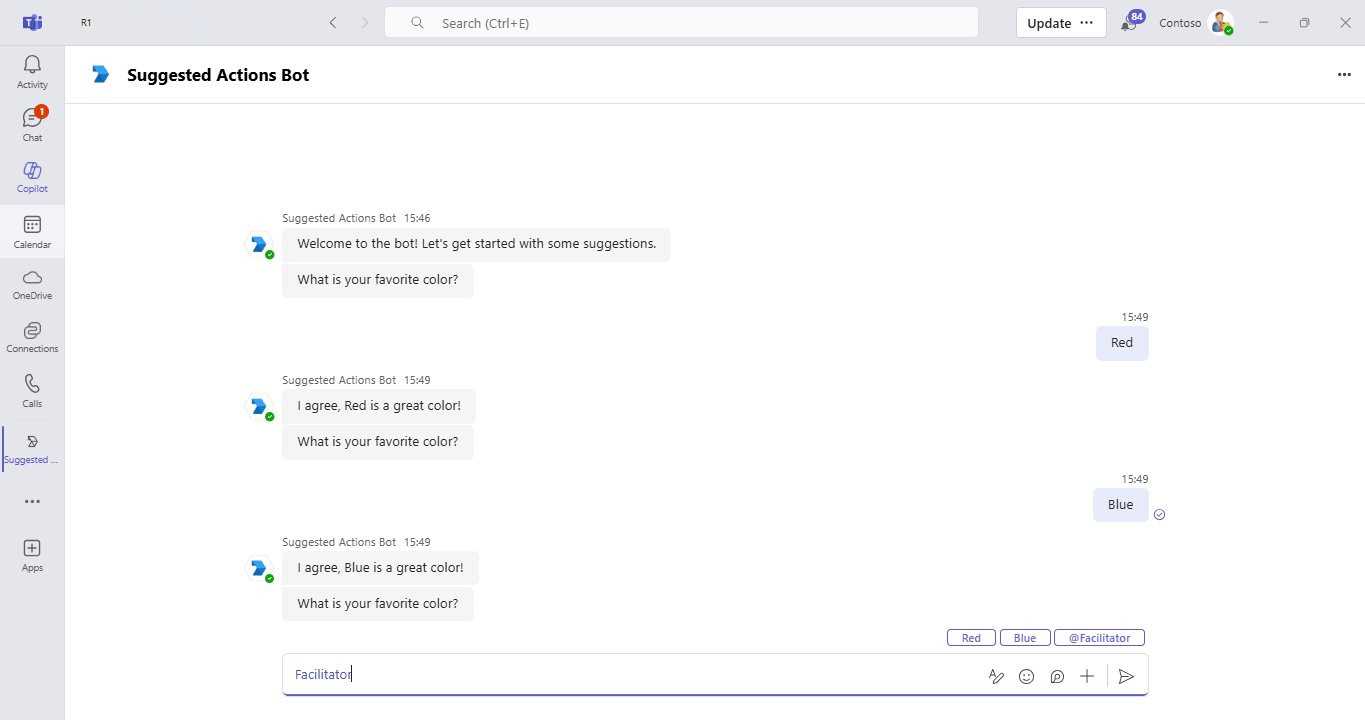 R1
Search (Ctrl+E)
Update ···
84
Contoso
Activity
1
Chat
Copilot
Calendar
OneDrive
Connections
Calls
Suggested ...
Apps
Suggested Actions Bot
Suggested Actions Bot 15:46
Welcome to the bot! Let's get started with some suggestions.
What is your favorite color?
15:49
Red
Suggested Actions Bot 15:49
I agree, Red is a great color!
What is your favorite color?
15:49
Blue
Suggested Actions Bot 15:49
I agree, Blue is a great color!
What is your favorite color?
Red Blue @Facilitator
Facilitator